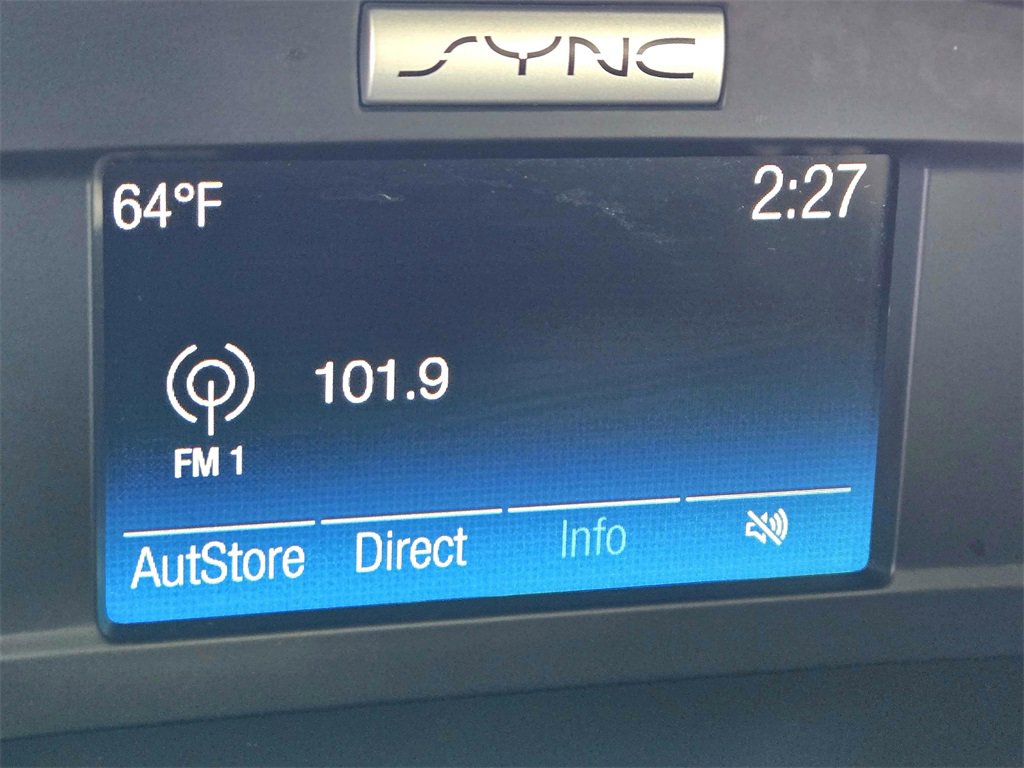 SYNC
64°F
2:27
101.9
FM 1
AutStore
Direct
Info